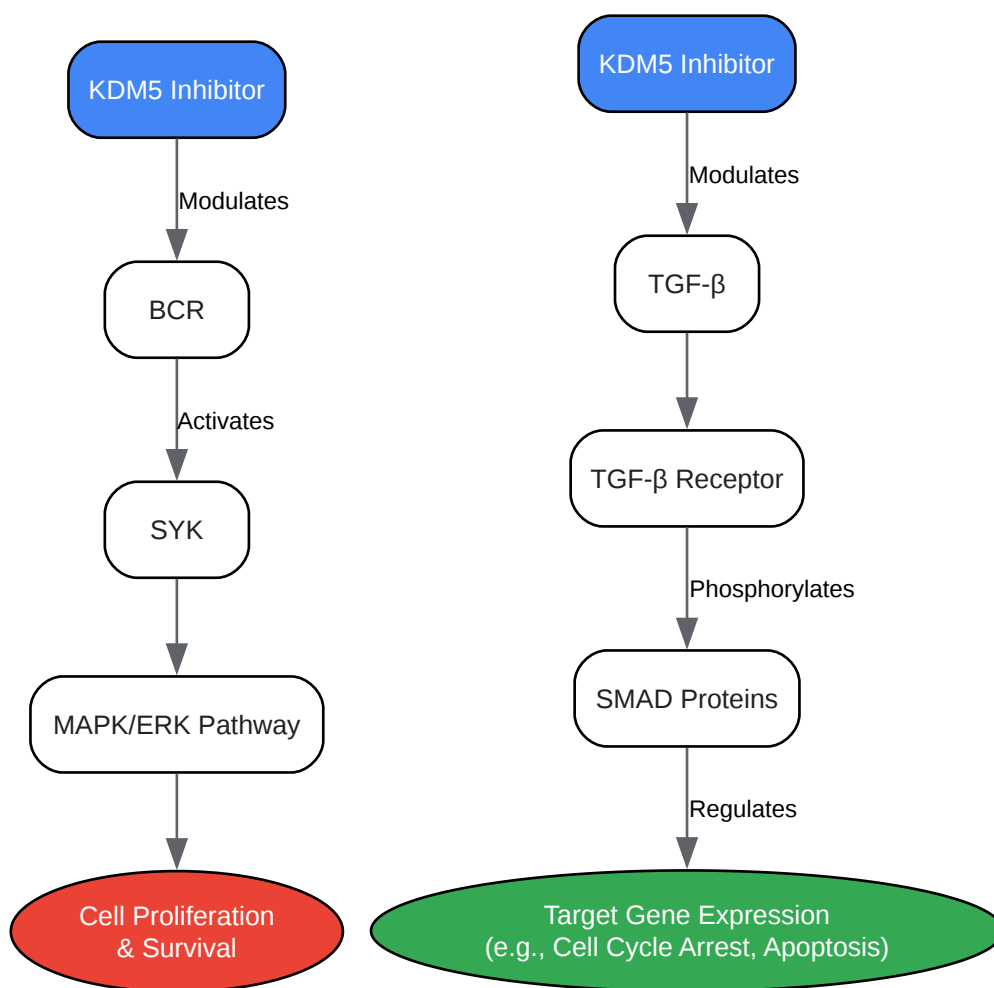 KDM5 Inhibitor
Modulates
BCR
Activates
SYK
MAPK/ERK Pathway
Cell Proliferation
& Survival
KDM5 Inhibitor
Modulates
TGF-β
TGF-β Receptor
Phosphorylates
SMAD Proteins
Regulates
Target Gene Expression
(e.g., Cell Cycle Arrest, Apoptosis)